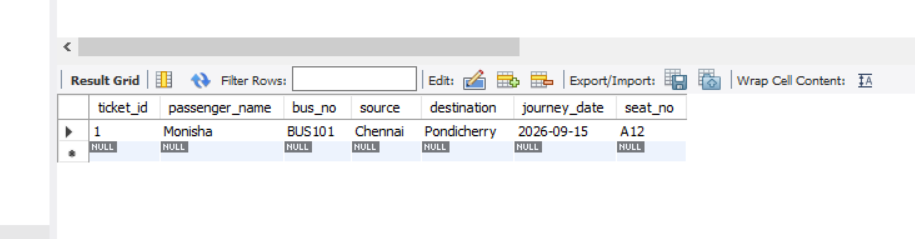 Result Grid Filter Rows: Edit: Export/Import: Wrap Cell Content: IA
ticket_id passenger_name bus_no source destination journey_date seat_no
1 Monisha BUS101 Chennai Pondicherry 2026-09-15 A12
NULL NULL NULL NULL NULL NULL NULL